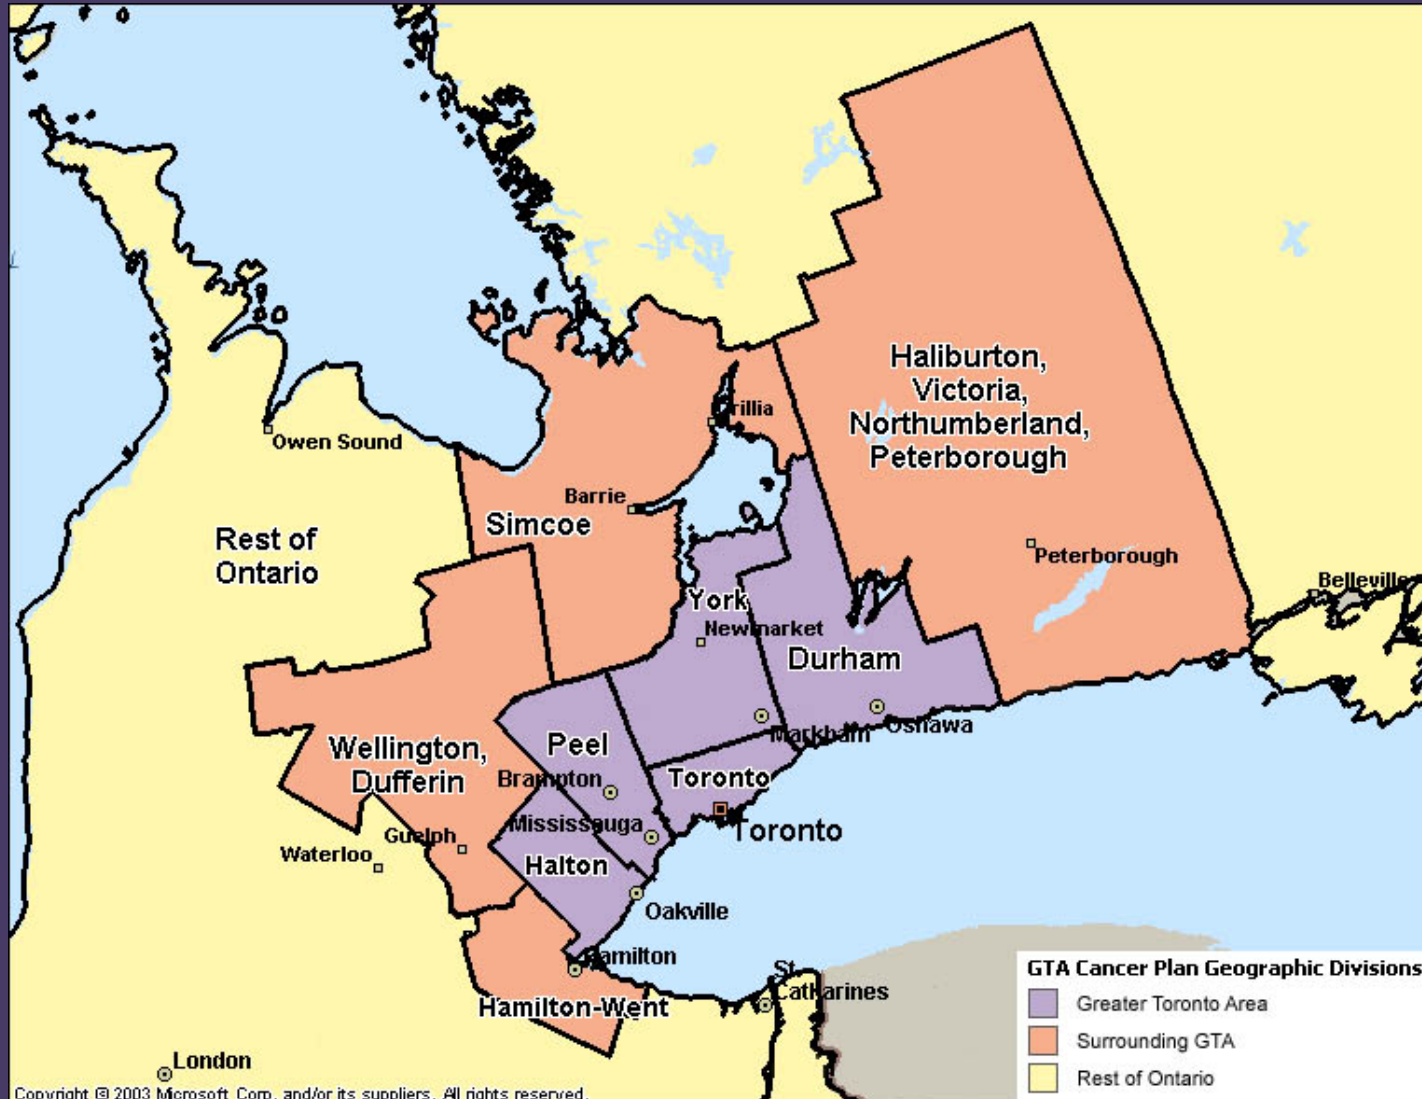 Haliburton,
Victoria,
Northumberland,
Peterborough
Owen Sound
Barrie
Simcoe
Rest of
Ontario
Peterborough
Belleville
York
Newmarket
Durham
Oshawa
Markham
Peel
Wellington,
Dufferin
Brampton
Toronto
Mississauga
Toronto
Guelph
Waterloo
Halton
Oakville
Hamilton
St.
Catharines
Hamilton-Went
London
GTA Cancer Plan Geographic Divisions
Greater Toronto Area
Surrounding GTA
Rest of Ontario
Copyright © 2003 Microsoft Corp. and/or its suppliers. All rights reserved.